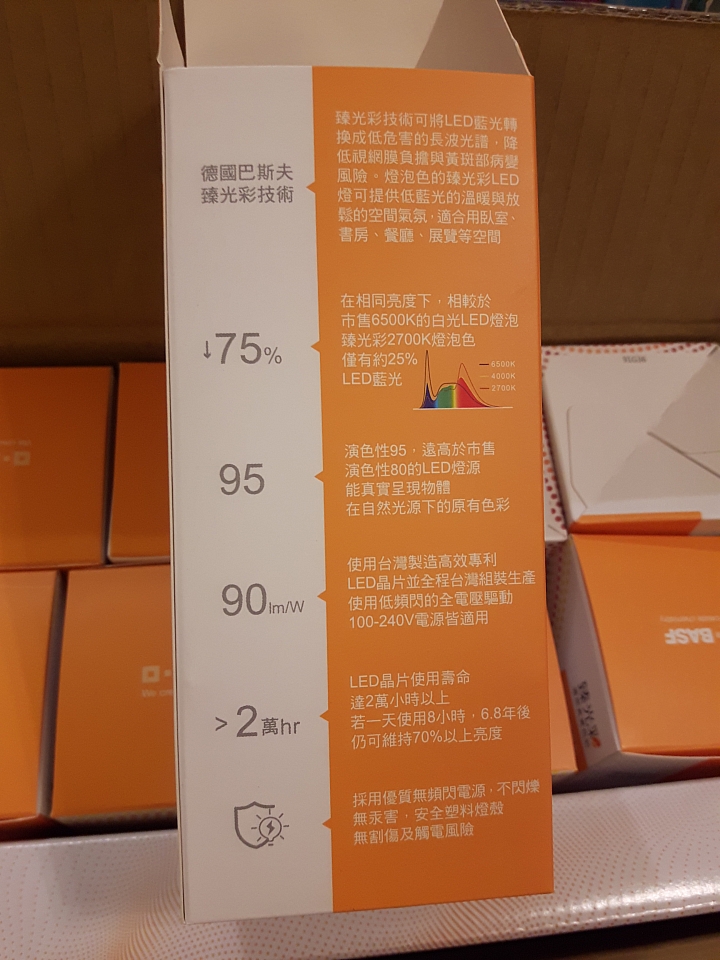 德國巴斯夫
臻光彩技術
臻光彩技術可將LED藍光轉
換成低危害的長波光譜，降
低視網膜負擔與黃斑部病變
風險。燈泡色的臻光彩LED
燈可提供低藍光的溫暖與放
鬆的空間氣氛，適合用臥室、
書房、餐廳、展覽等空間
↓75%
在相同亮度下，相較於
市售6500K的白光LED燈泡
臻光彩2700K燈泡色
僅有約25%
LED藍光
6500K
4000K
2700K
95
演色性95，遠高於市售
演色性80的LED燈源
能真實呈現物體
在自然光源下的原有色彩
90lm/W
使用台灣製造高效專利
LED晶片並全程台灣組裝生產
使用低頻閃的全電壓驅動
100-240V電源皆適用
>2萬hr
LED晶片使用壽命
達2萬小時以上
若一天使用8小時，6.8年後
仍可維持70%以上亮度
採用優質無頻閃電源，不閃爍
無汞害，安全塑料燈殼
無割傷及觸電風險
BASF
We crea